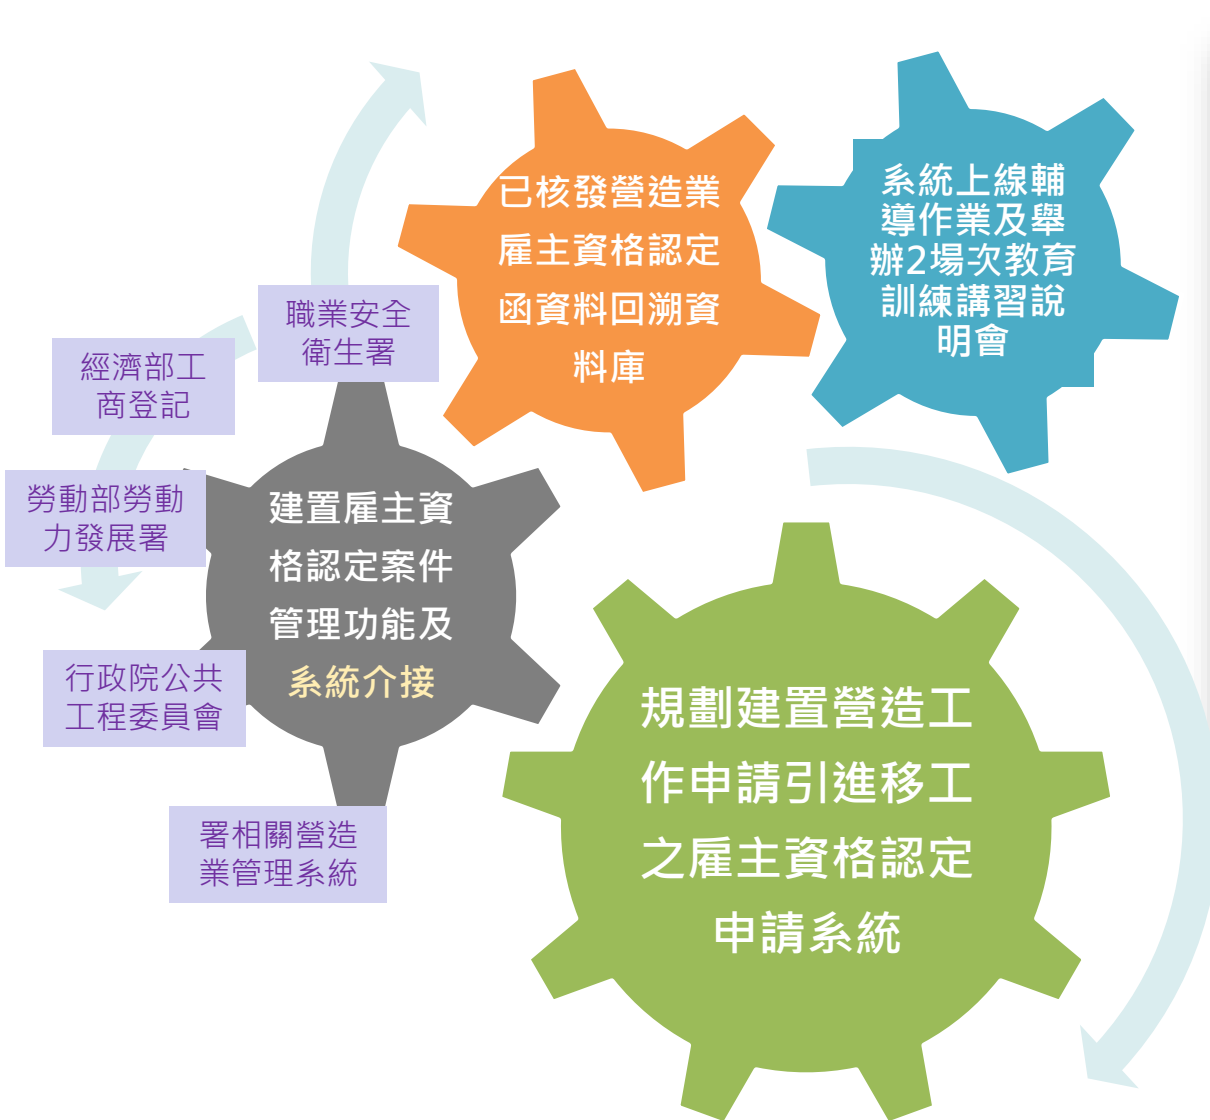 已核發營造業
雇主資格認定
函資料回溯資
料庫
系統上線輔
導作業及舉
辦2場次教育
訓練講習說
明會
職業安全
衛生署
經濟部工
商登記
勞動部勞動
力發展署
行政院公共
工程委員會
署相關營造
業管理系統
建置雇主資
格認定案件
管理功能及
系統介接
規劃建置營造工
作申請引進移工
之雇主資格認定
申請系統